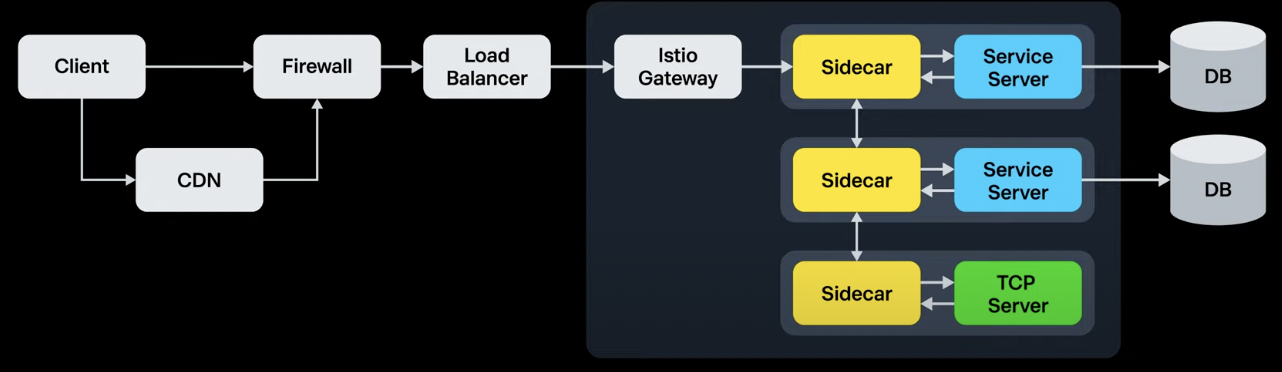 Client
Firewall
Load
Balancer
Istio
Gateway
Sidecar
Service
Server
DB
CDN
Sidecar
Service
Server
DB
Sidecar
TCP
Server